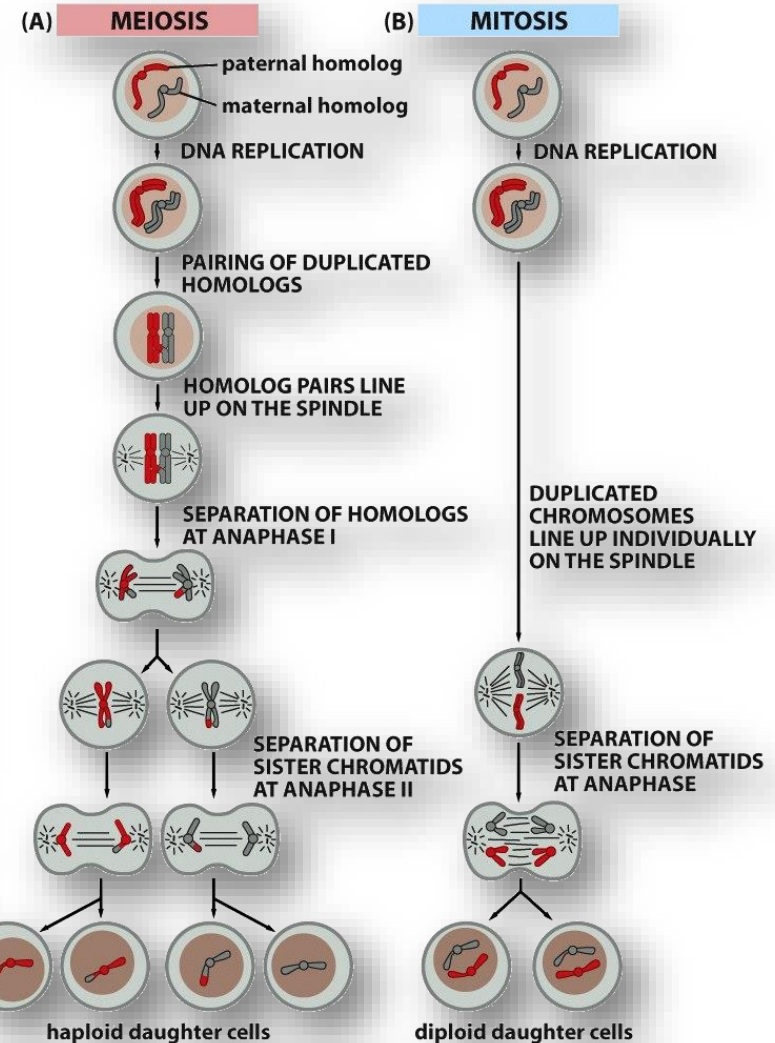 (A) MEIOSIS
paternal homolog
maternal homolog
DNA REPLICATION
PAIRING OF DUPLICATED
HOMOLOGS
HOMOLOG PAIRS LINE
UP ON THE SPINDLE
SEPARATION OF HOMOLOGS
AT ANAPHASE I
SEPARATION OF
SISTER CHROMATIDS
AT ANAPHASE II
haploid daughter cells
(B) MITOSIS
DNA REPLICATION
DUPLICATED
CHROMOSOMES
LINE UP INDIVIDUALLY
ON THE SPINDLE
SEPARATION OF
SISTER CHROMATIDS
AT ANAPHASE
diploid daughter cells